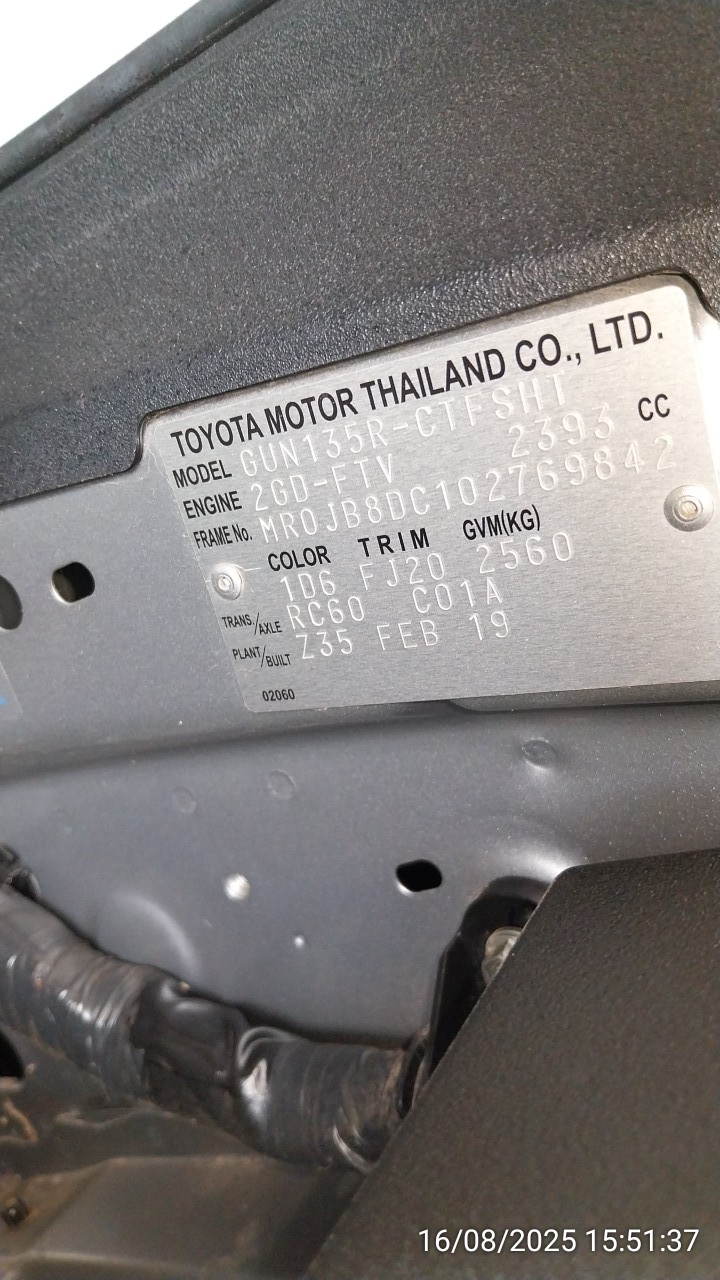 TOYOTA MOTOR THAILAND CO., LTD.
MODEL GUN135R-CTFSHT
ENGINE 2GD-FTV 2393 CC
FRAME No. MR0JB8DC102769842
COLOR TRIM GVM(KG)
1D6 FJ20 2560
TRANS./AXLE RC60 C01A
PLANT/BUILT Z35 FEB 19
02060
16/08/2025 15:51:37